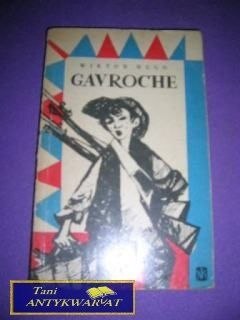 WIKTOR HUGO
GAVROCHE
Tani
ANTYKWARIAT